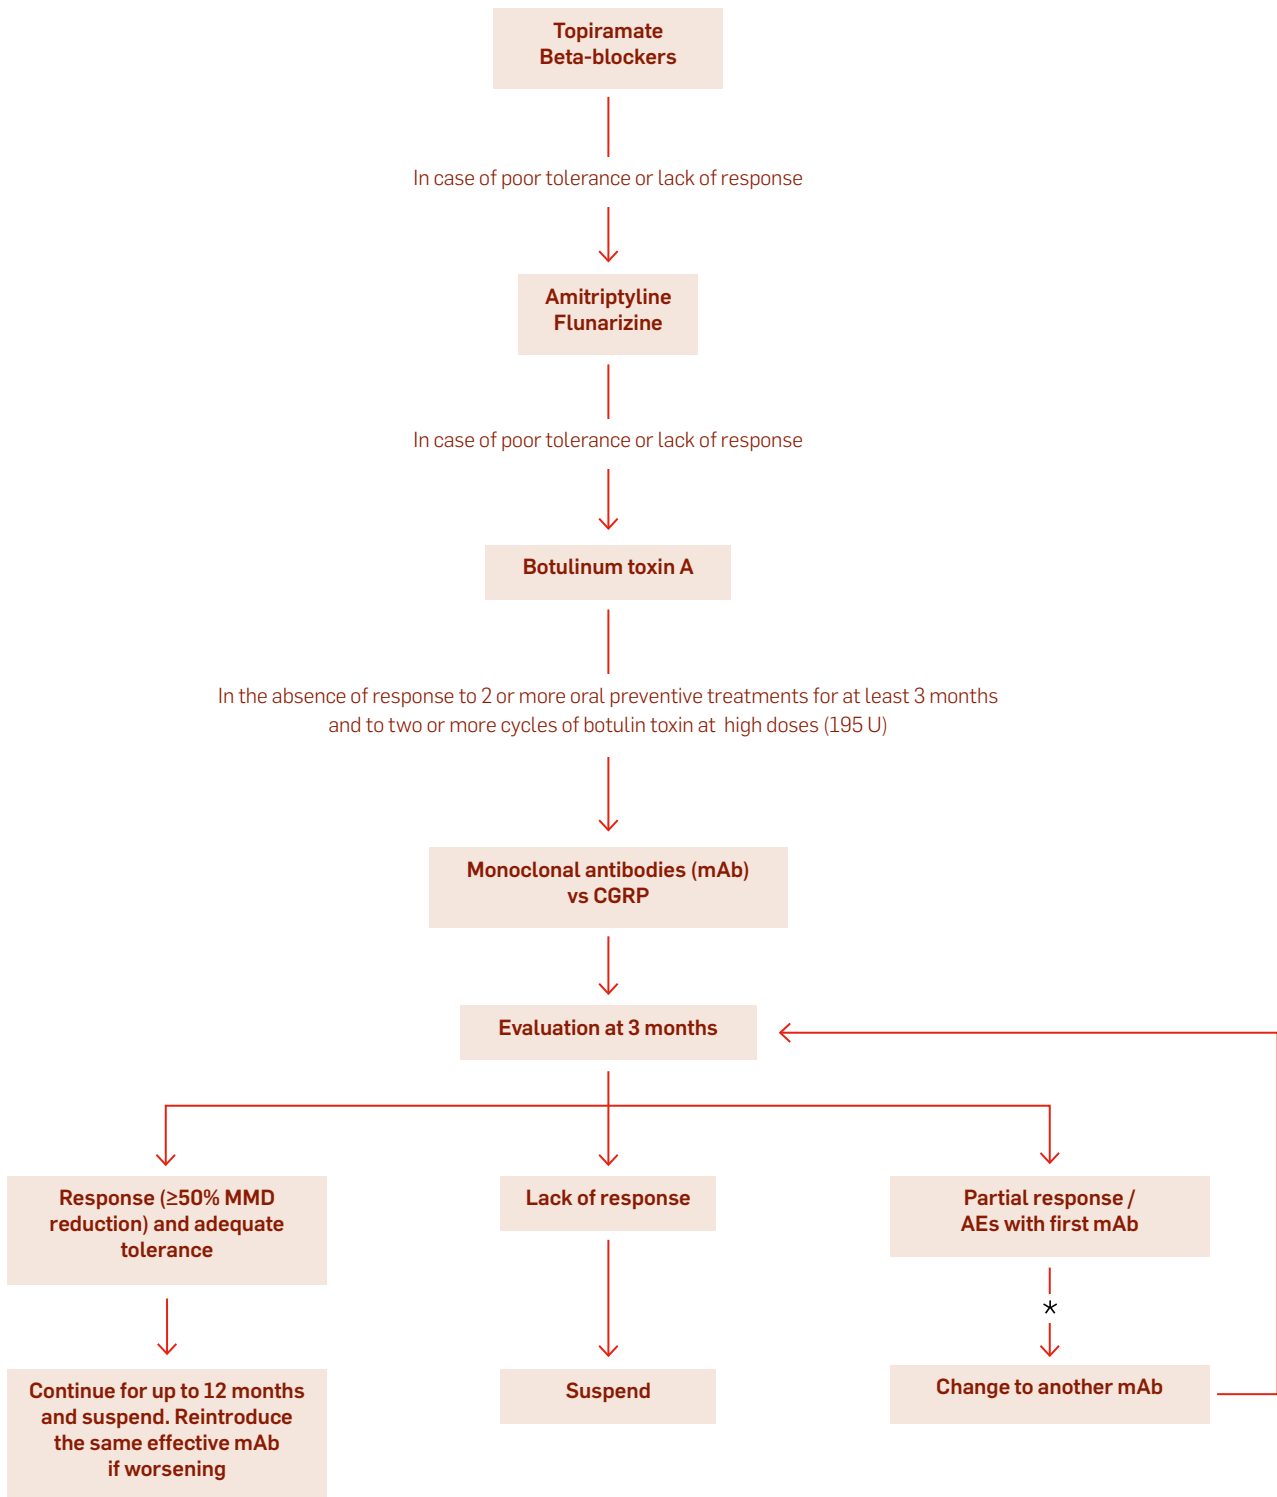 Topiramate
Beta-blockers
In case of poor tolerance or lack of response
Amitriptyline
Flunarizine
In case of poor tolerance or lack of response
Botulinum toxin A
In the absence of response to 2 or more oral preventive treatments for at least 3 months
and to two or more cycles of botulin toxin at high doses (195 U)
Monoclonal antibodies (mAb)
vs CGRP
Evaluation at 3 months
Response (≥50% MMD
reduction) and adequate
tolerance
Lack of response
Partial response /
AEs with first mAb
*
Continue for up to 12 months
and suspend. Reintroduce
the same effective mAb
if worsening
Suspend
Change to another mAb